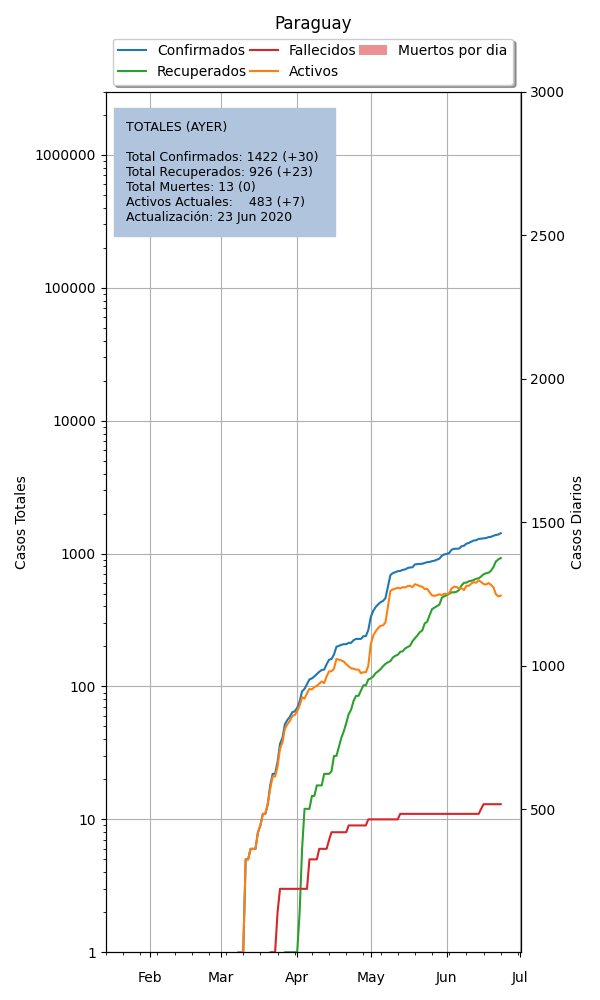 Paraguay
Confirmados Fallecidos Muertos por dia
Recuperados Activos
TOTALES (AYER)
Total Confirmados: 1422 (+30)
Total Recuperados: 926 (+23)
Total Muertes: 13 (0)
Activos Actuales: 483 (+7)
Actualización: 23 Jun 2020
Casos Totales
1000000
100000
10000
1000
100
10
1
3000
2500
2000
1500
1000
500
Casos Diarios
Feb Mar Apr May Jun Jul